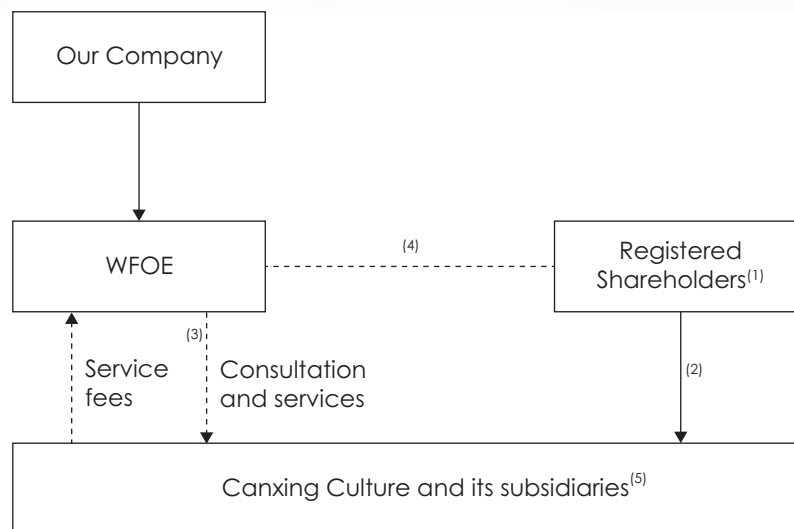 Our Company
WFOE
(4)
Registered
Shareholders(1)
(3)
Service
fees
Consultation
and services
(2)
Canxing Culture and its subsidiaries(5)